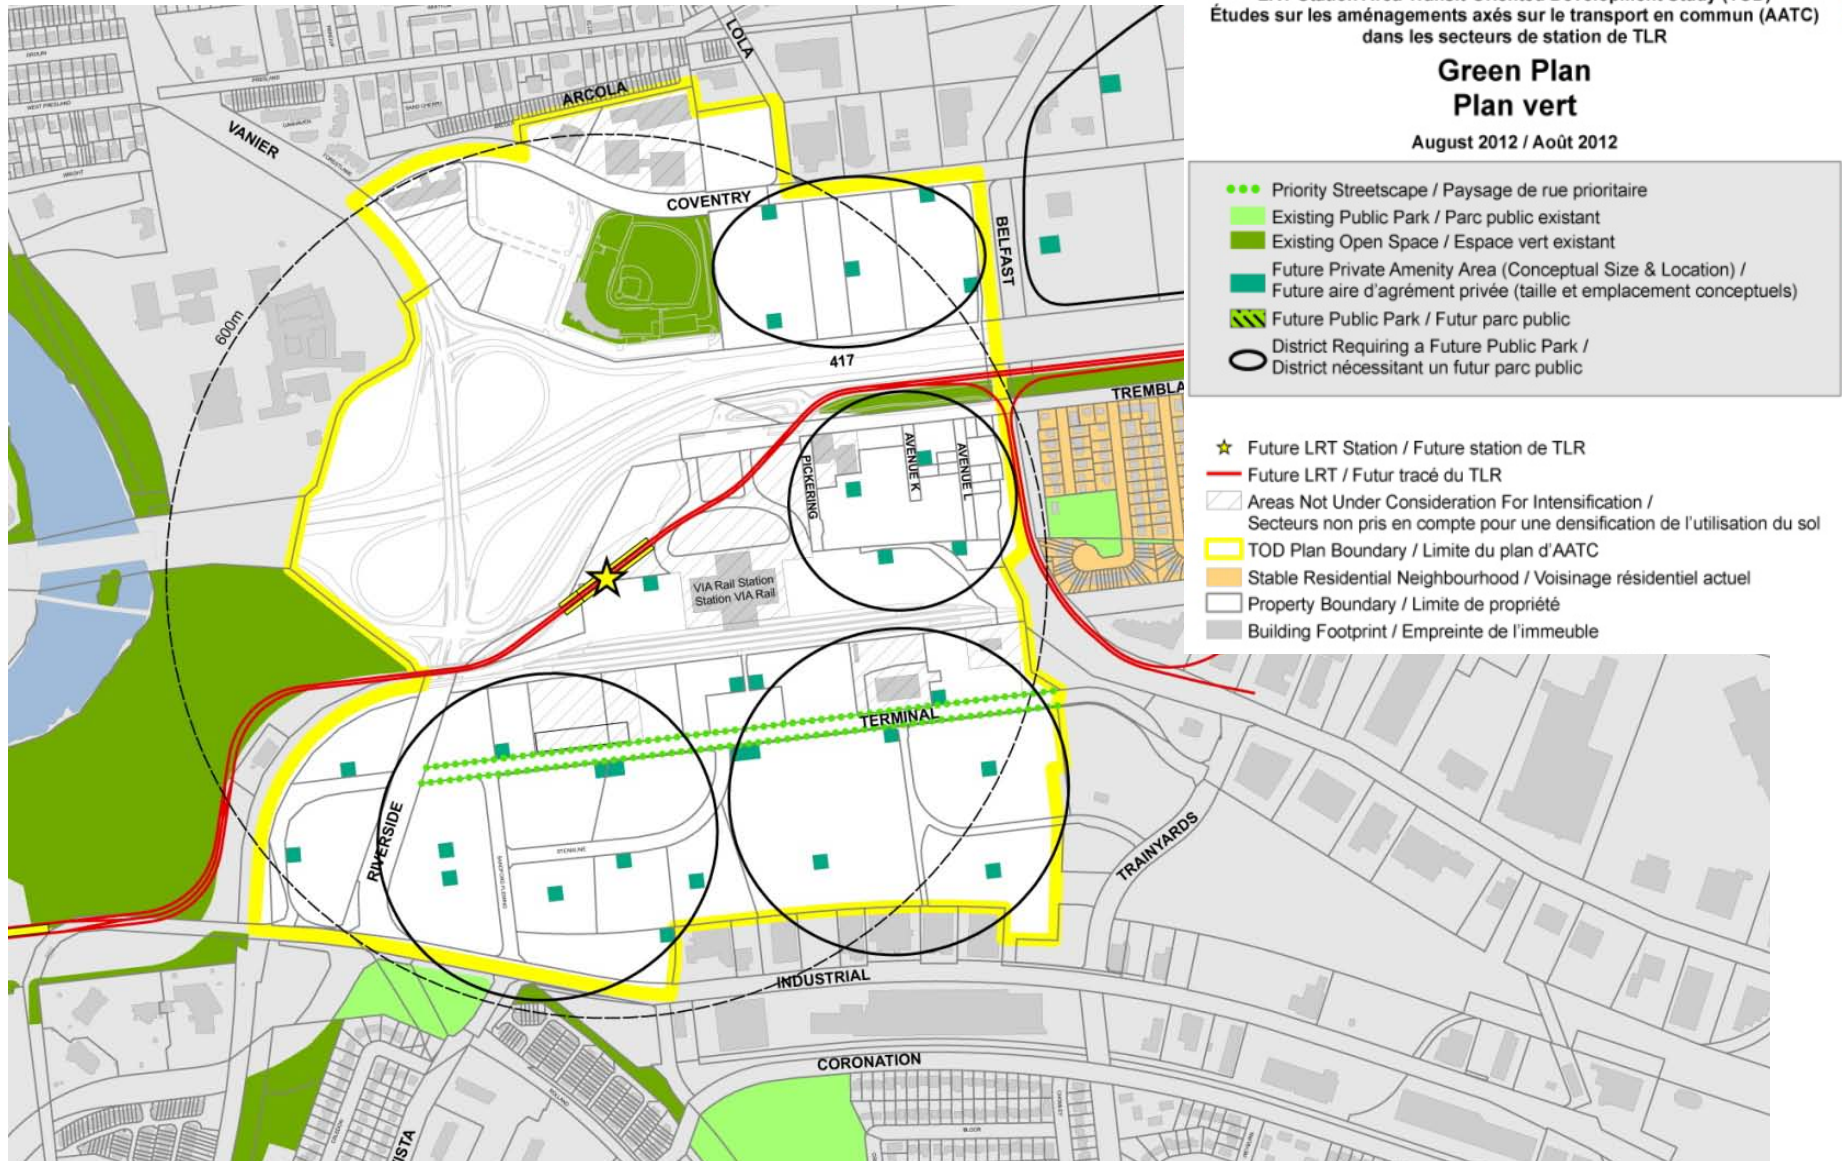 Études sur les aménagements axés sur le transport en commun (AATC)
dans les secteurs de station de TLR
Green Plan
Plan vert
August 2012 / Août 2012
Priority Streetscape / Paysage de rue prioritaire
Existing Public Park / Parc public existant
Existing Open Space / Espace vert existant
Future Private Amenity Area (Conceptual Size & Location) /
Future aire d'agrément privée (taille et emplacement conceptuels)
Future Public Park / Futur parc public
District Requiring a Future Public Park /
District nécessitant un futur parc public
Future LRT Station / Future station de TLR
Future LRT / Futur tracé du TLR
Areas Not Under Consideration For Intensification /
Secteurs non pris en compte pour une densification de l'utilisation du sol
TOD Plan Boundary / Limite du plan d'AATC
Stable Residential Neighbourhood / Voisinage résidentiel actuel
Property Boundary / Limite de propriété
Building Footprint / Empreinte de l'immeuble
LOLA
ARCOLA
VANIER
PRESLAND
WEST PRESLAND
COVENTRY
BELFAST
600m
417
TREMBLA
PICKERING
AVENUE K
AVENUE L
VIA Rail Station
Station VIA Rail
TERMINAL
RIVERSIDE
SANDFORD FLEMING
TRAINYARDS
INDUSTRIAL
CORONATION
ISTA